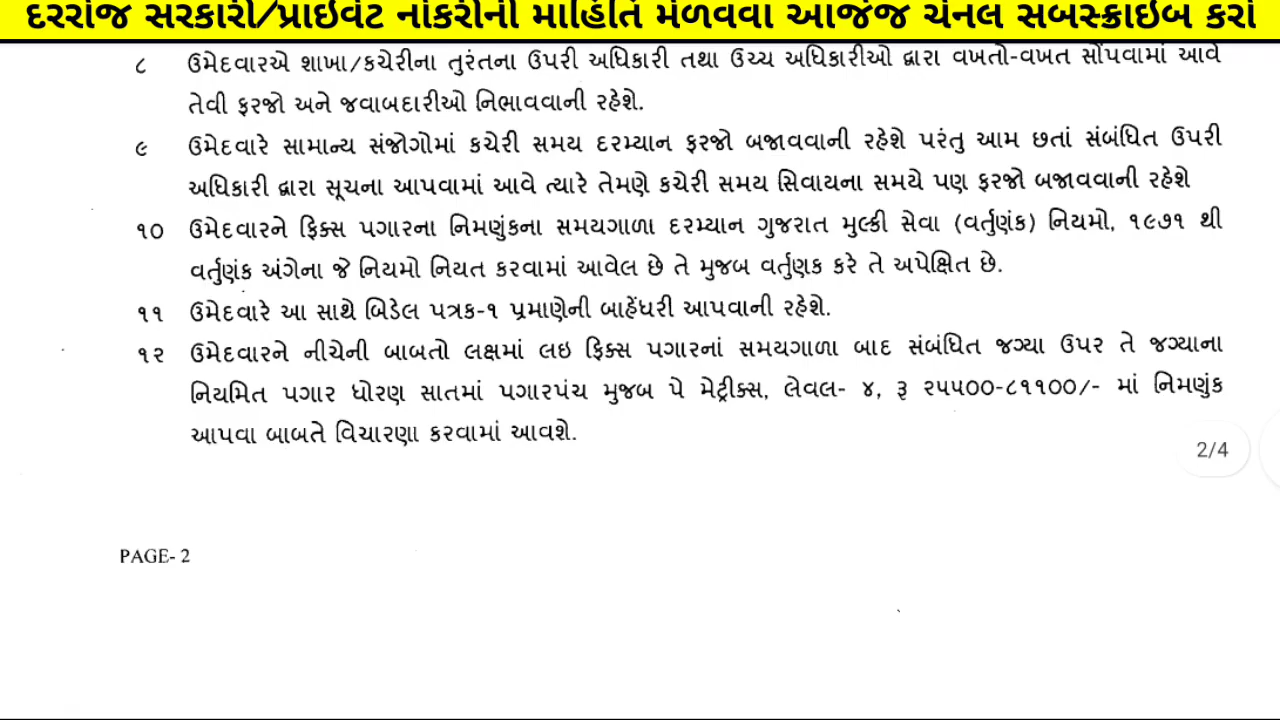 દરરોજ સરકારી/પ્રાઇવેટ નોકરીની માહિતિ મેળવવા આજેજ ચેનલ સબસ્ક્રાઇબ કરો
૮ ઉમેદવારએ શાખા/કચેરીના તુરંતના ઉપરી અધિકારી તથા ઉચ્ચ અધિકારીઓ દ્વારા વખતો-વખત સોંપવામાં આવે
તેવી ફરજો અને જવાબદારીઓ નિભાવવાની રહેશે.
૯ ઉમેદવારે સામાન્ય સંજોગોમાં કચેરી સમય દરમ્યાન ફરજો બજાવવાની રહેશે પરંતુ આમ છતાં સંબંધિત ઉપરી
અધિકારી દ્વારા સૂચના આપવામાં આવે ત્યારે તેમણે કચેરી સમય સિવાયના સમયે પણ ફરજો બજાવવાની રહેશે
૧૦ ઉમેદવારને ફિક્સ પગારના નિમણુંકના સમયગાળા દરમ્યાન ગુજરાત મુલ્કી સેવા (વર્તુણંક) નિયમો, ૧૯૭૧ થી
વર્તુણંક અંગેના જે નિયમો નિયત કરવામાં આવેલ છે તે મુજબ વર્તુણક કરે તે અપેક્ષિત છે.
૧૧ ઉમેદવારે આ સાથે બિડેલ પત્રક-૧ પ્રમાણેની બાહેંધરી આપવાની રહેશે.
૧૨ ઉમેદવારને નીચેની બાબતો લક્ષમાં લઇ ફિક્સ પગારનાં સમયગાળા બાદ સંબંધિત જગ્યા ઉપર તે જગ્યાના
નિયમિત પગાર ધોરણ સાતમાં પગારપંચ મુજબ પે મેટ્રીક્સ, લેવલ- ૪, રૂ ૨૫૫૦૦-૮૧૧૦૦/- માં નિમણુંક
આપવા બાબતે વિચારણા કરવામાં આવશે.
2/4
PAGE- 2